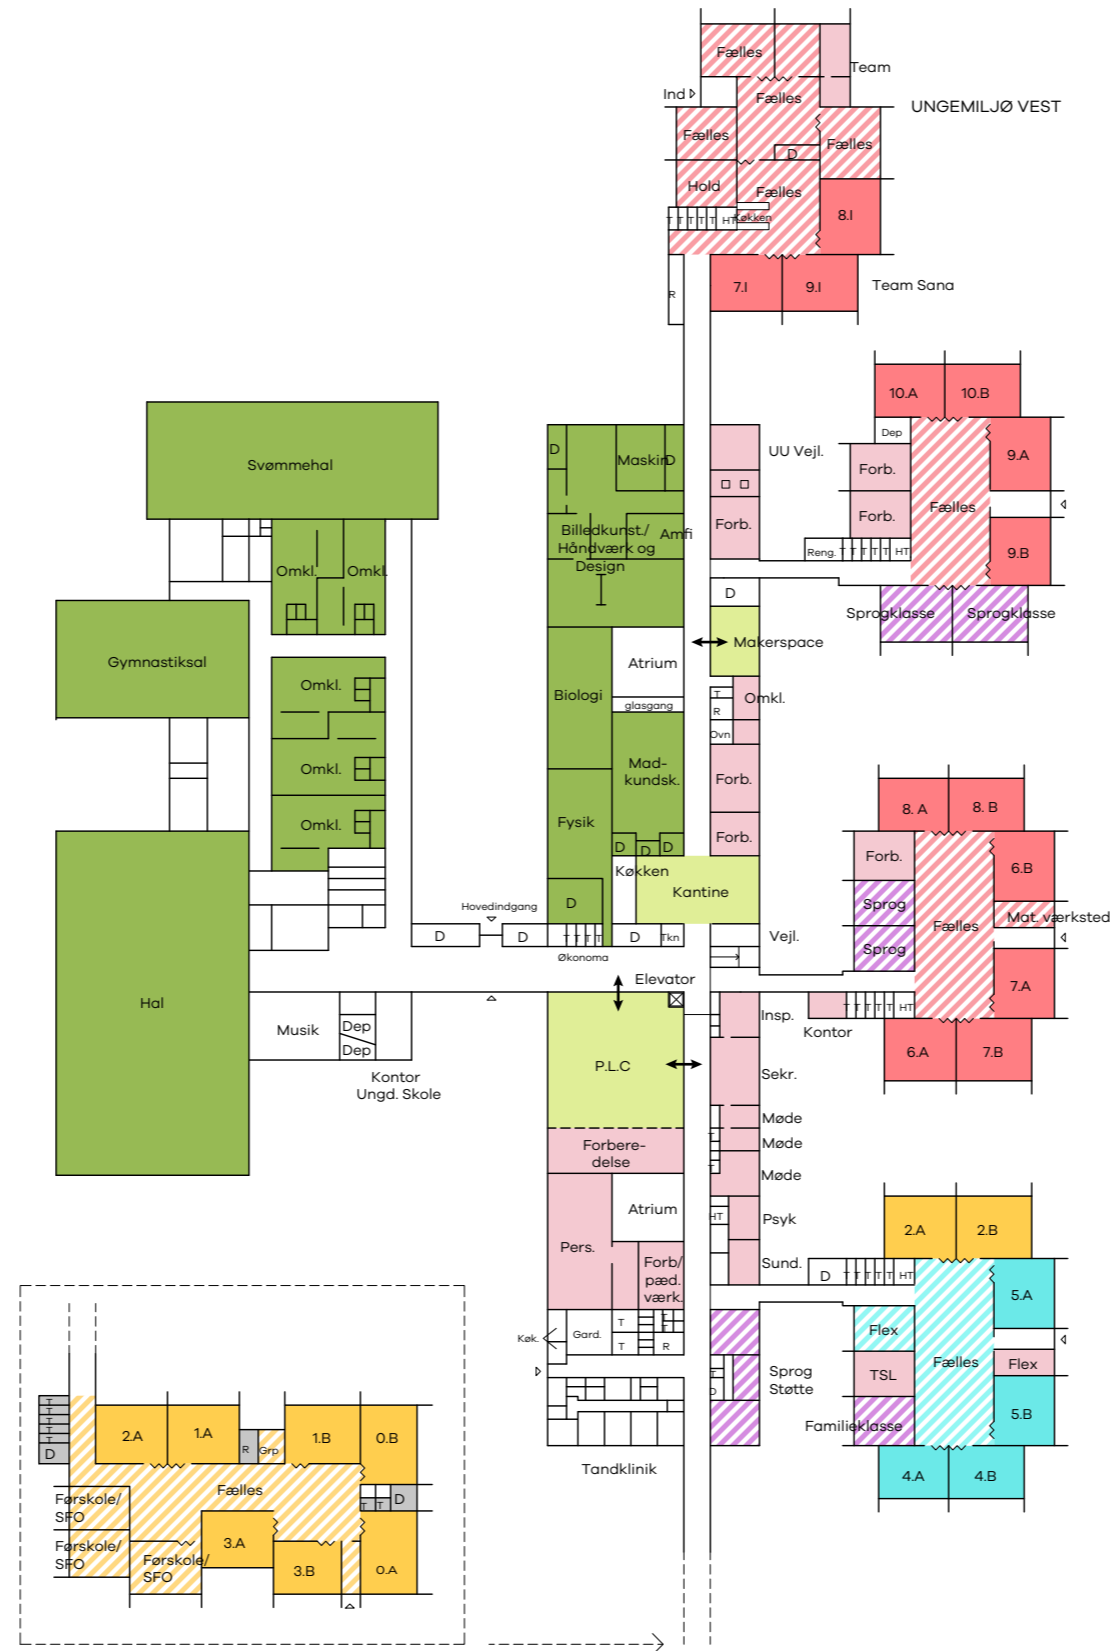 Fælles
Team
Ind
Fælles
UNGEMILJØ VEST
Fælles
Fælles
D
Hold
Fælles
8.I
T T T T T HT Køkken
R
7.I
9.I
Team Sana
10.A
10.B
Dep
9.A
Forb.
Fælles
Forb.
9.B
Reng. T T T T T HT
Sprogklasse
Sprogklasse
Svømmehal
Omkl.
Omkl.
Gymnastiksal
Omkl.
Omkl.
Omkl.
Hal
Musik
Dep
Dep
Kontor
Ungd. Skole
D
Maskin
D
UU Vejl.
Billedkunst./
Håndværk og
Design
Amfi
Forb.
D
Makerspace
Atrium
Biologi
glasgang
T
R
Omkl.
Ovn
Mad-
kundsk.
Forb.
Fysik
Forb.
D
D
D
Køkken
Kantine
D
Hovedindgang
D
D
T T T T
D
Tkn
Vejl.
Økonoma
Elevator
8. A
8. B
Forb.
6.B
Sprog
Fælles
Mat. værksted
Sprog
7.A
T T T T T HT
Kontor
6.A
7.B
Insp.
P.L.C
Sekr.
Møde
Møde
T
Forbere-
delse
T
Møde
Atrium
HT
Psyk
Pers.
Forb/
pæd.
værk.
Sund.
2.A
2.B
D
T T T T T HT
5.A
Flex
Fælles
Flex
TSL
5.B
Familieklasse
4.A
4.B
Køk.
Gard.
T
T
T
T
R
T
D
Sprog
Støtte
Tandklinik
T
T
T
T
T
D
2.A
1.A
R
Grp
1.B
0.B
Fælles
T
T
D
Førskole/
SFO
Førskole/
SFO
Førskole/
SFO
3.A
3.B
0.A